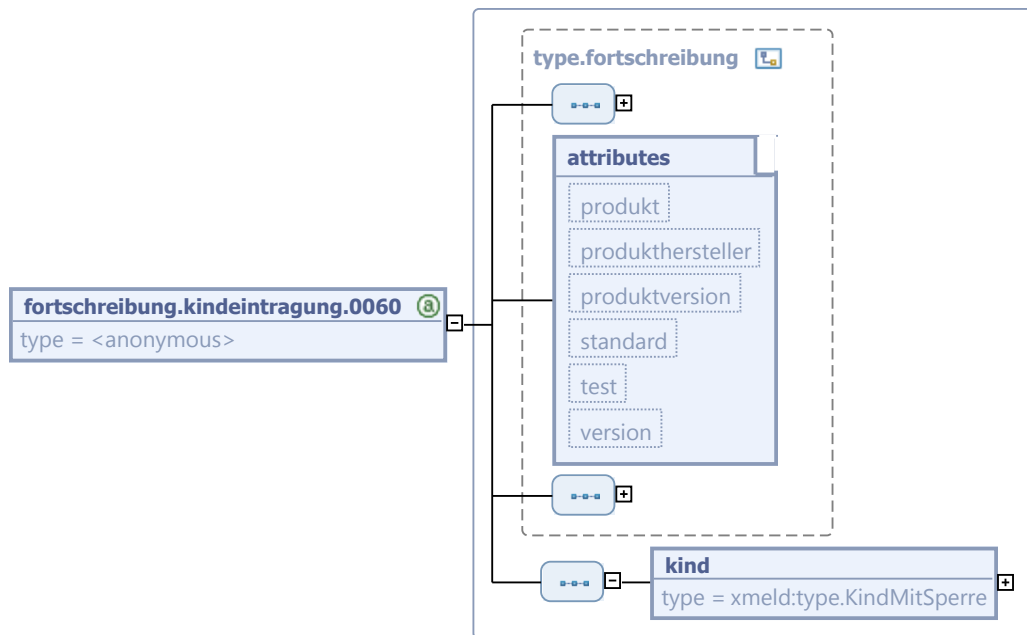 type.fortschreibung
attributes
produkt
produkthersteller
produktversion
standard
test
version
fortschreibung.kindeintragung.0060
type = <anonymous>
kind
type = xmeld:type.KindMitSperre